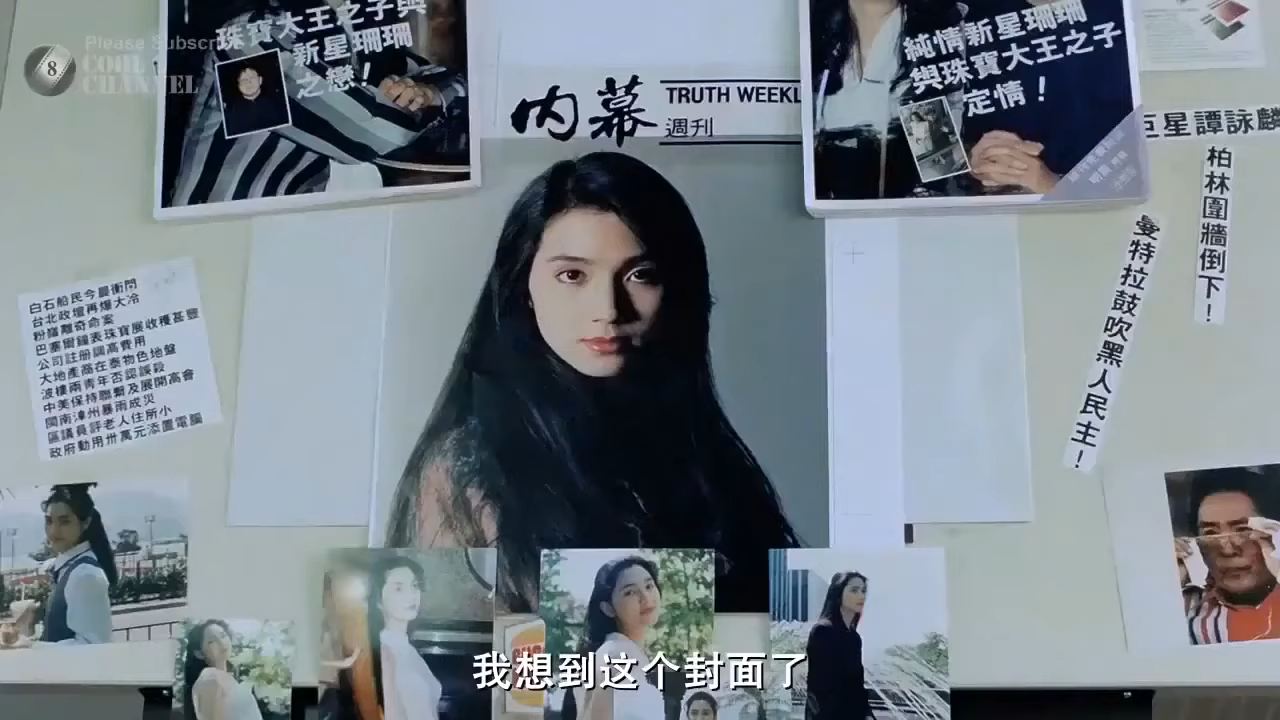 Please Subscr
COOL
CHANNEL
8
珠寶大王之子與
新星珊珊
之戀！
純情新星珊珊
與珠寶大王之子
定情！
内幕
TRUTH WEEKL
週刊
巨星譚詠麟
柏林圍牆倒下！
曼特拉鼓吹黑人民主！
白石船民今晨衝閘
台北政壇再爆大冷
粉嶺離奇命案
巴塞爾鐘表珠寶展收穫甚豐
公司註册調高費用
大地產商在泰物色地盤
波樓兩青年否認誤殺
中美保持聯繫及展開高會
閩南漳州暴雨成災
區議員評老人住所小
政府動用卅萬元添置電腦
我想到这个封面了